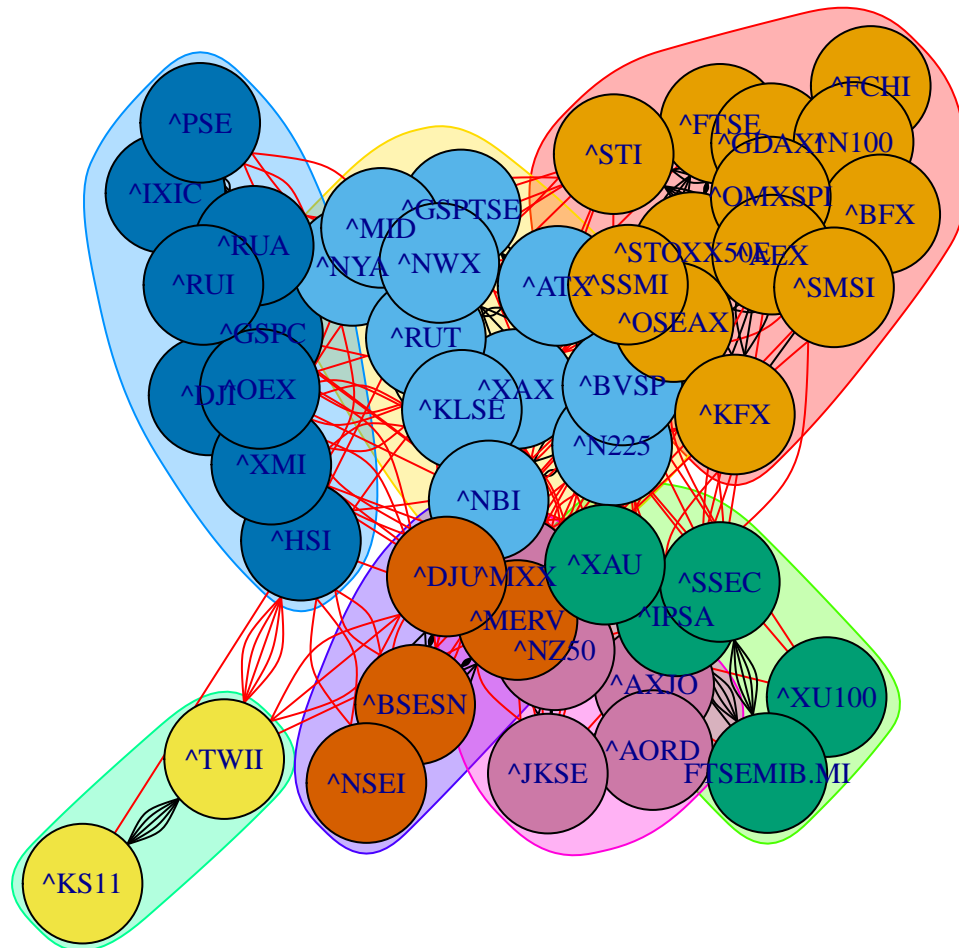 ^FCHI
^PSE
^FTSE
^GDAXI
^N100
^STI
^IXIC
^OMXSPI
^GSPTSE
^BFX
^MID
^RUA
^STOXX50E
^AEX
^NYA
^NWX
^RUI
^ATX
^SSMI
^SMSI
^OSEAX
^GSPC
^RUT
^OEX
^XAX
^BVSP
^DJI
^KLSE
^KFX
^N225
^XMI
^NBI
^HSI
^XAU
^DJU
^MXX
^SSEC
^MERV
^IPSA
^NZ50
^AXJO
^XU100
^BSESN
^AORD
^TWII
^JKSE
FTSEMIB.MI
^NSEI
^KS11